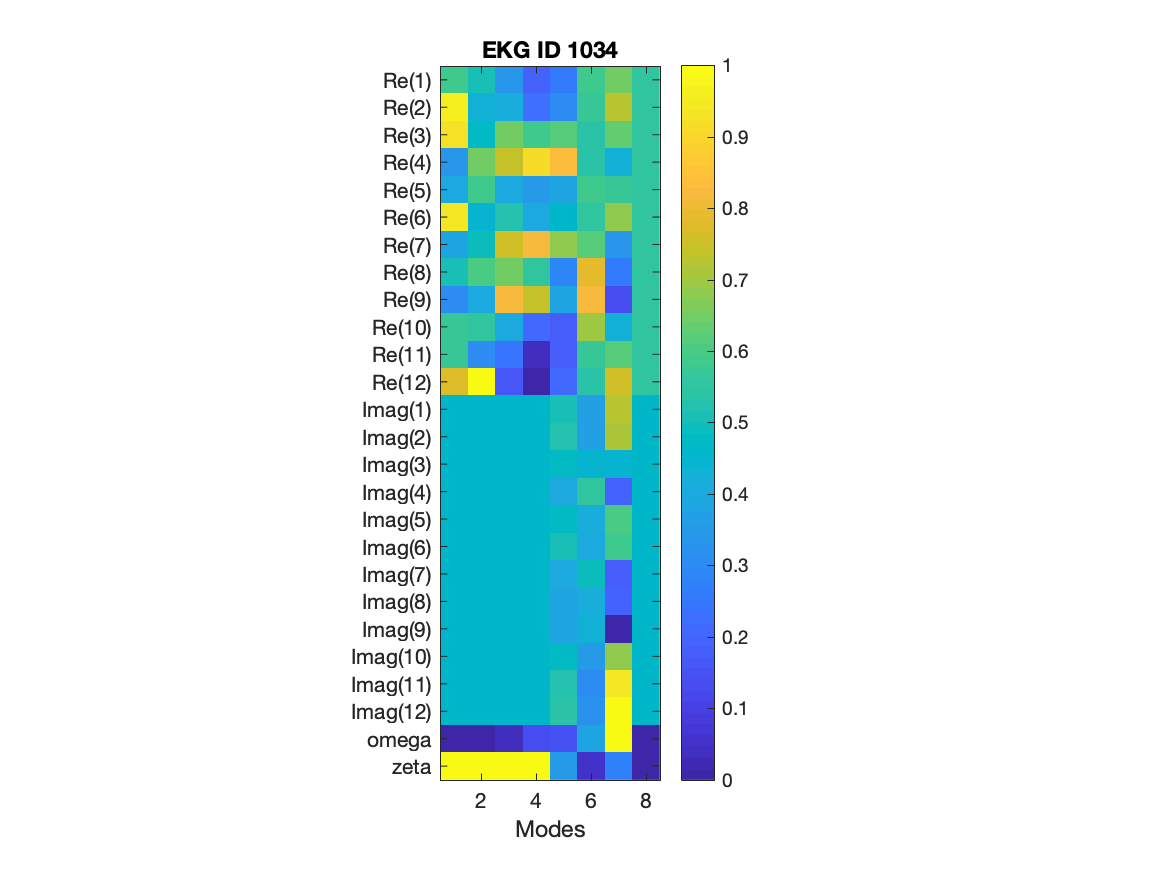 EKG ID 1034
Re(1)
Re(2)
Re(3)
Re(4)
Re(5)
Re(6)
Re(7)
Re(8)
Re(9)
Re(10)
Re(11)
Re(12)
Imag(1)
Imag(2)
Imag(3)
Imag(4)
Imag(5)
Imag(6)
Imag(7)
Imag(8)
Imag(9)
Imag(10)
Imag(11)
Imag(12)
omega
zeta
2 4 6 8
Modes
1
0.9
0.8
0.7
0.6
0.5
0.4
0.3
0.2
0.1
0